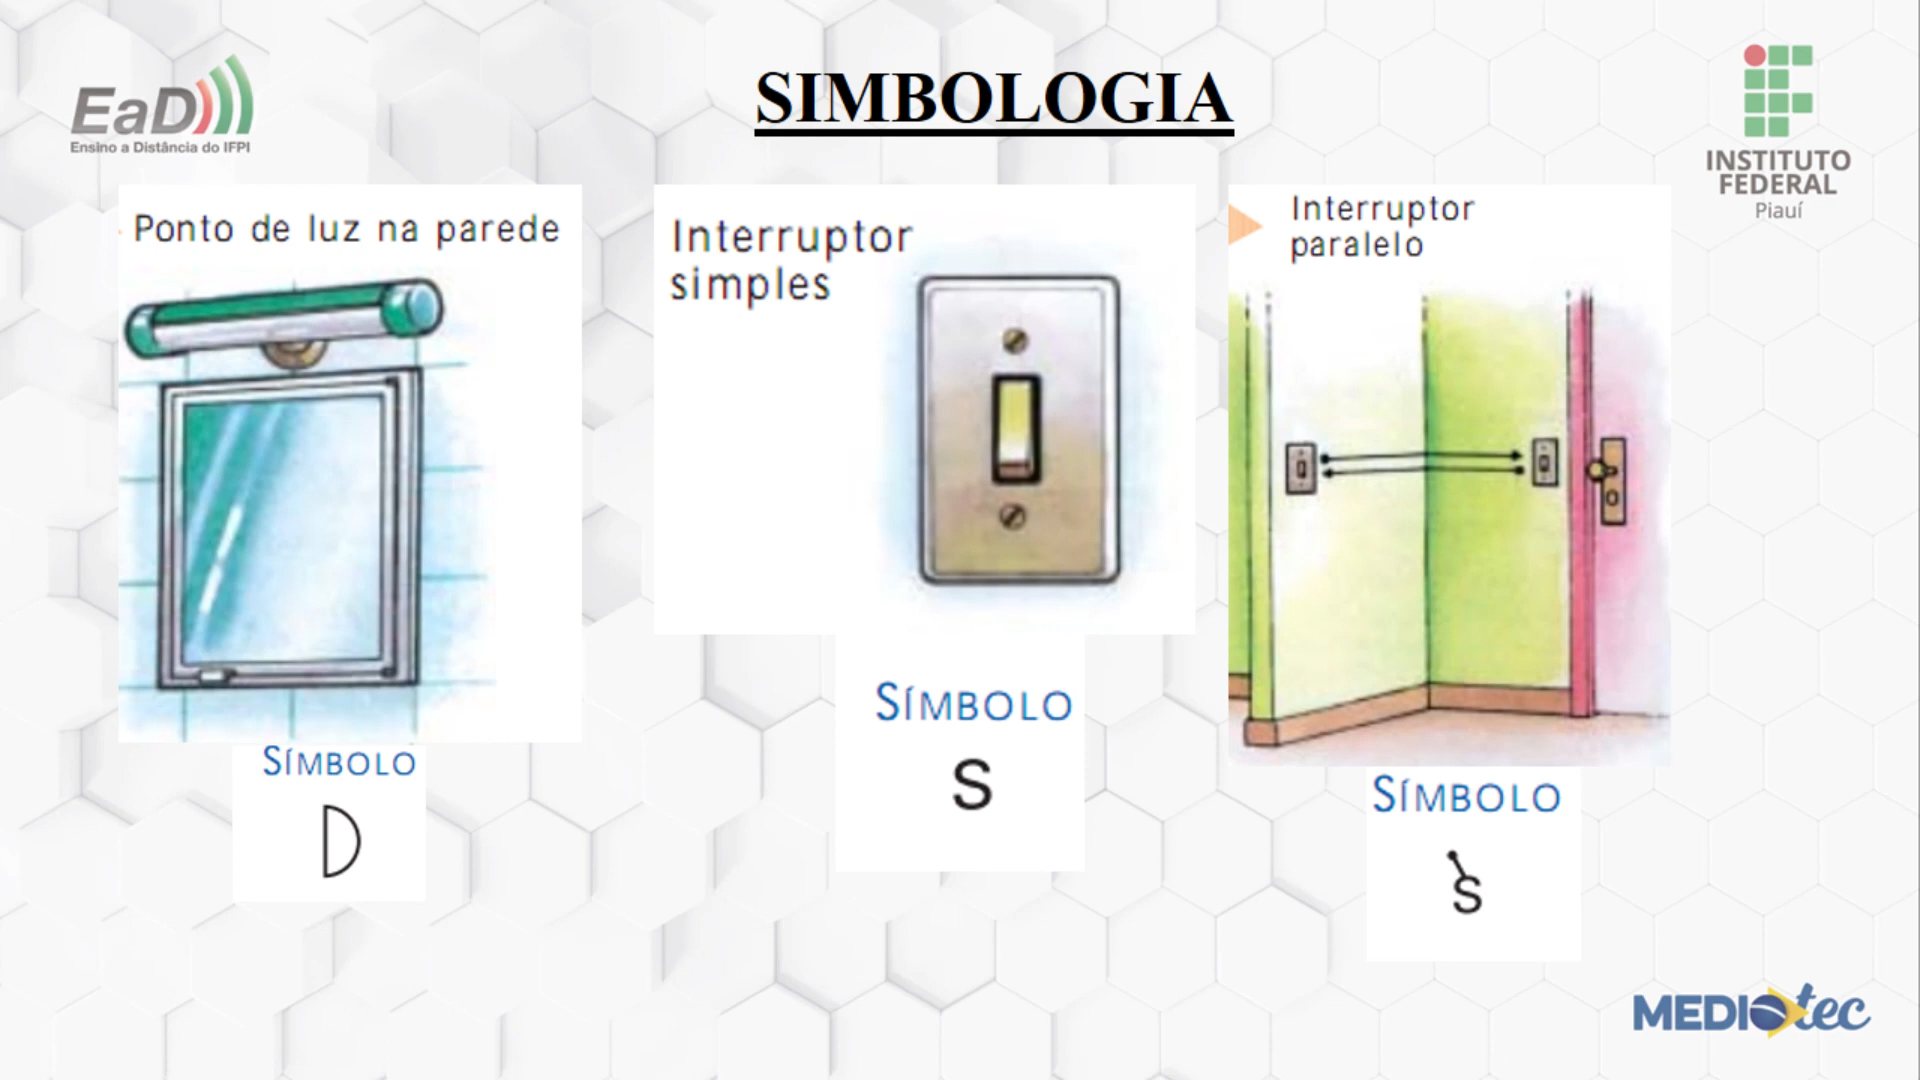 SIMBOLOGIA
EaD
Ensino a Distância do IFPI
INSTITUTO
FEDERAL
Piauí
Ponto de luz na parede
SÍMBOLO
Interruptor
simples
SÍMBOLO
S
Interruptor
paralelo
SÍMBOLO
S
MEDIOtec